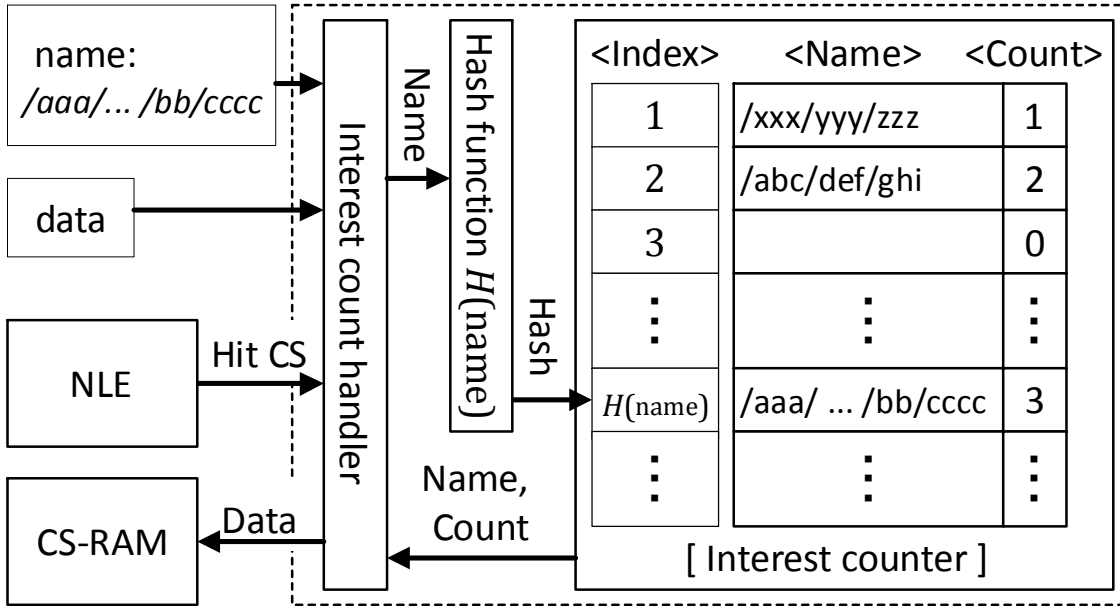 name:
/aaa/... /bb/cccc
data
NLE
Hit CS
CS-RAM
Data
Interest count handler
Name
Hash function H(name)
Hash
Name,
Count
<Index> <Name> <Count>
1 /xxx/yyy/zzz 1
2 /abc/def/ghi 2
3 0
⋮ ⋮ ⋮
H(name) /aaa/ ... /bb/cccc 3
⋮ ⋮ ⋮
[ Interest counter ]